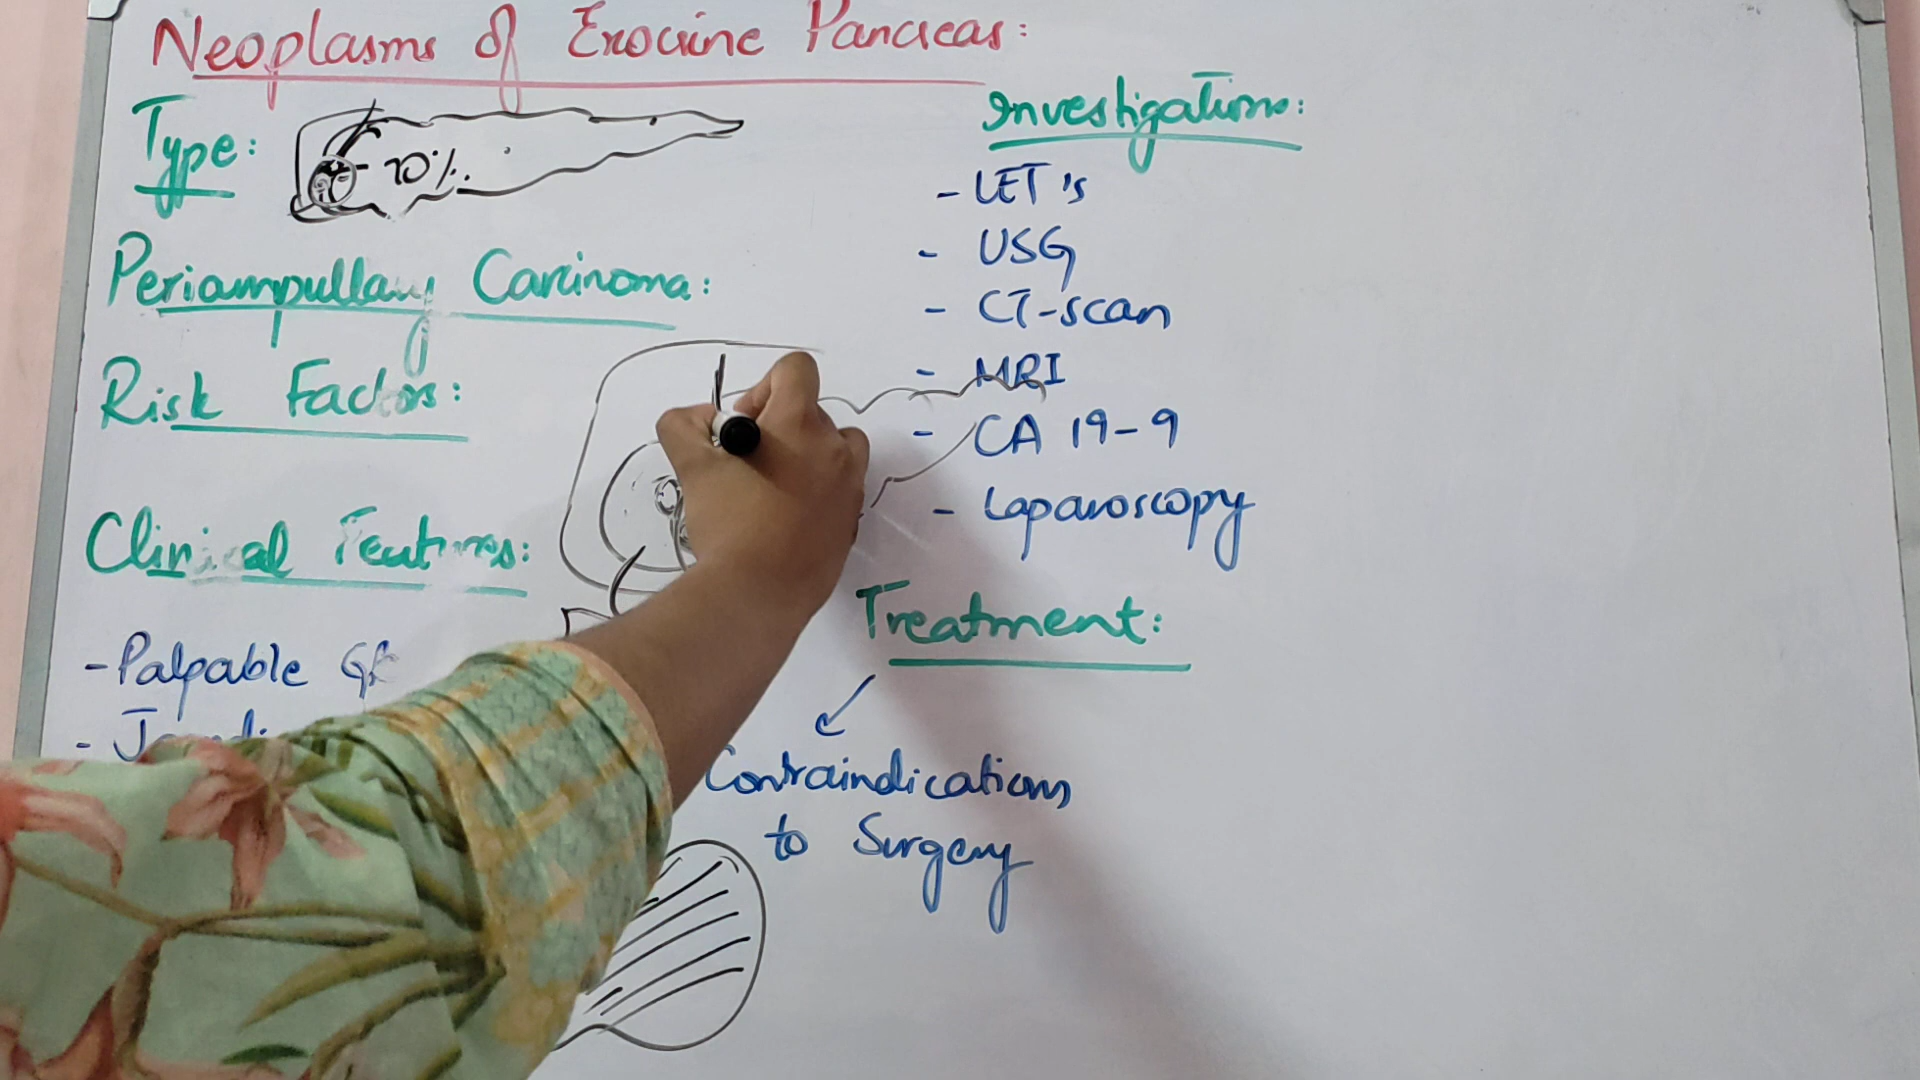 Neoplasms of Exocrine Pancreas:
Type:
70%.
Periampullary Carcinoma:
Risk Factors:
Clinical Features:
- Palpable
Investigations:
- LFT's
- USG
- CT-scan
- MRI
- CA 19-9
- Laparoscopy
Treatment:
Contraindications
to Surgery